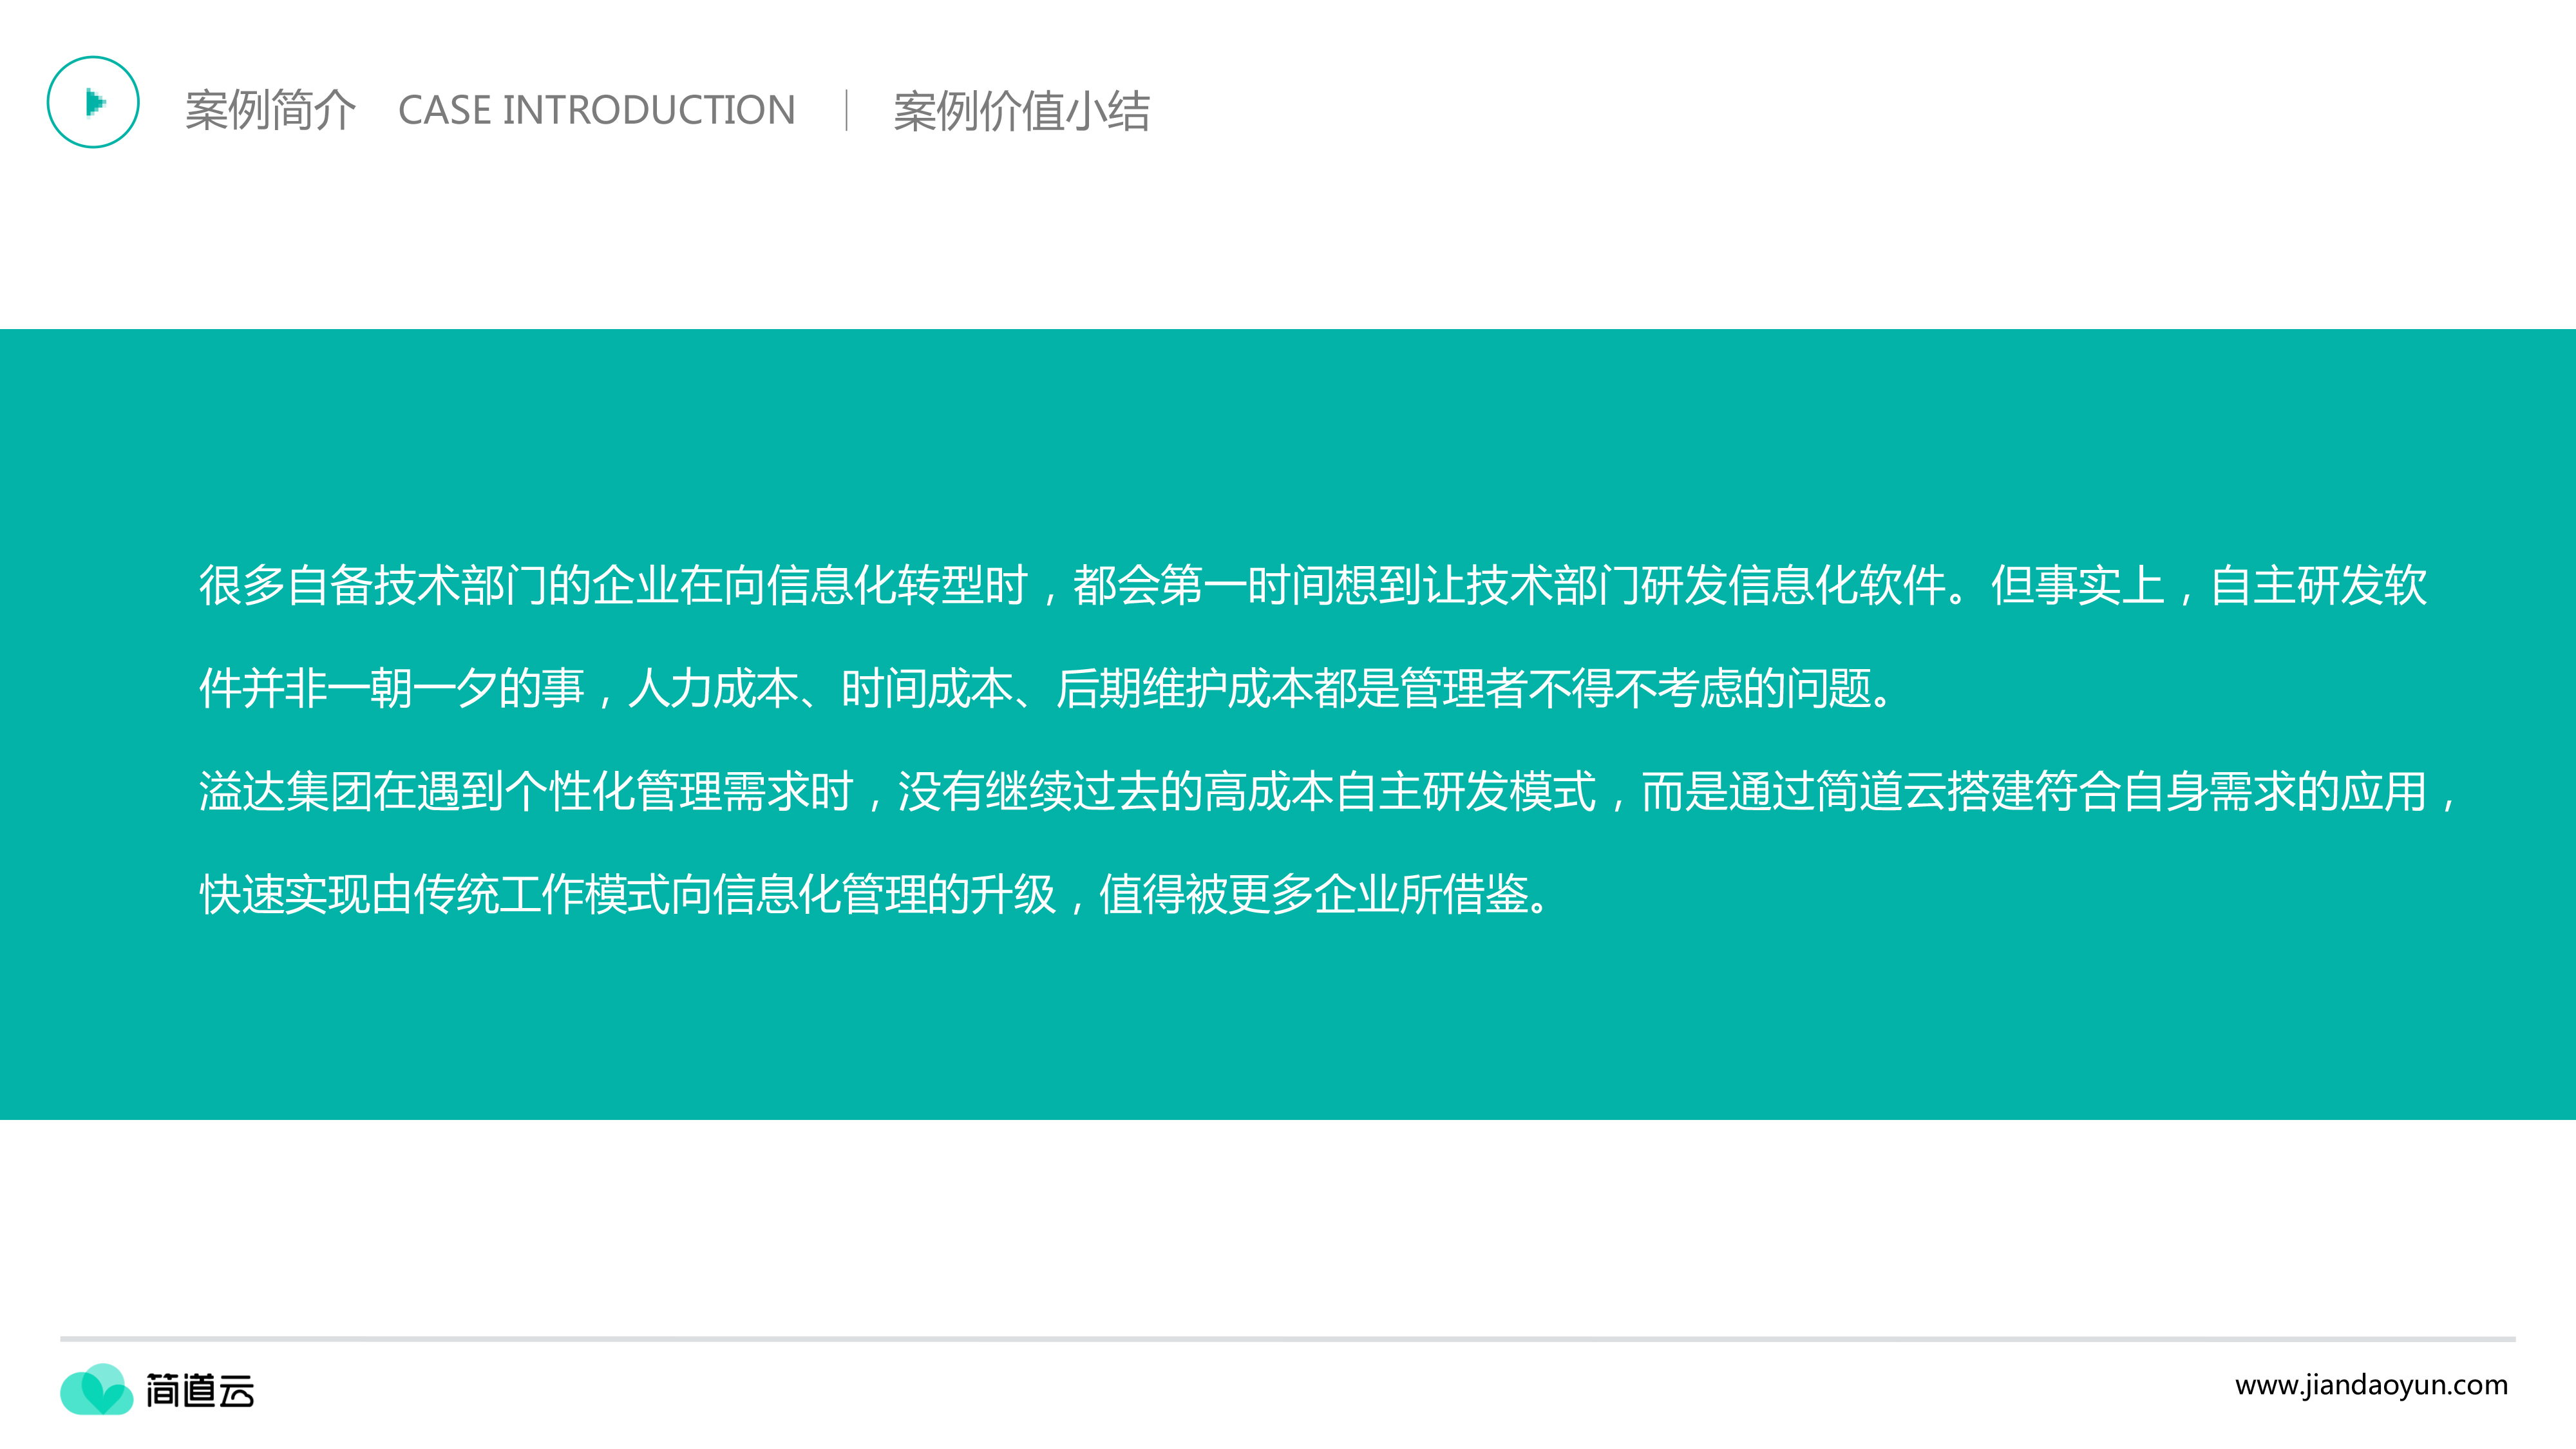 案例简介 CASE INTRODUCTION | 案例价值小结
很多自备技术部门的企业在向信息化转型时，都会第一时间想到让技术部门研发信息化软件。但事实上，自主研发软
件并非一朝一夕的事，人力成本、时间成本、后期维护成本都是管理者不得不考虑的问题。
溢达集团在遇到个性化管理需求时，没有继续过去的高成本自主研发模式，而是通过简道云搭建符合自身需求的应用，
快速实现由传统工作模式向信息化管理的升级，值得被更多企业所借鉴。
简道云
www.jiandaoyun.com